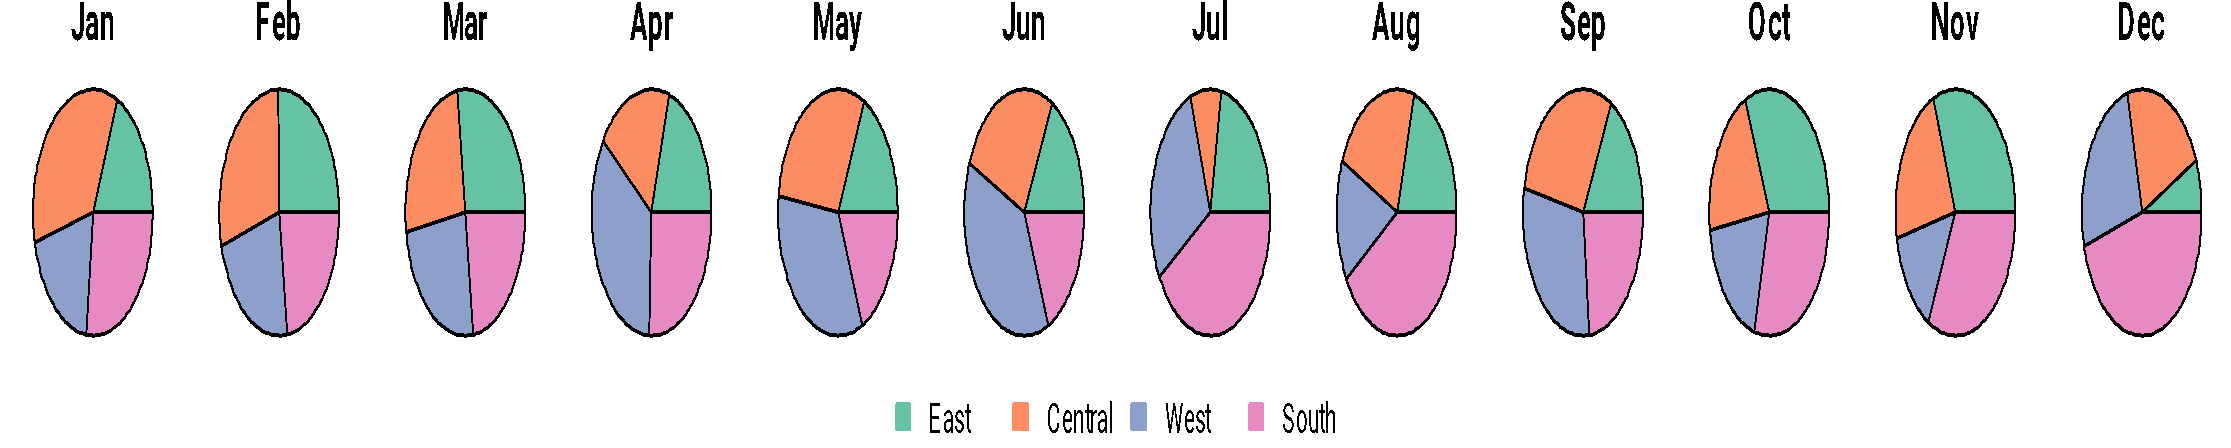 Jan Feb Mar Apr May Jun Jul Aug Sep Oct Nov Dec
East Central West South